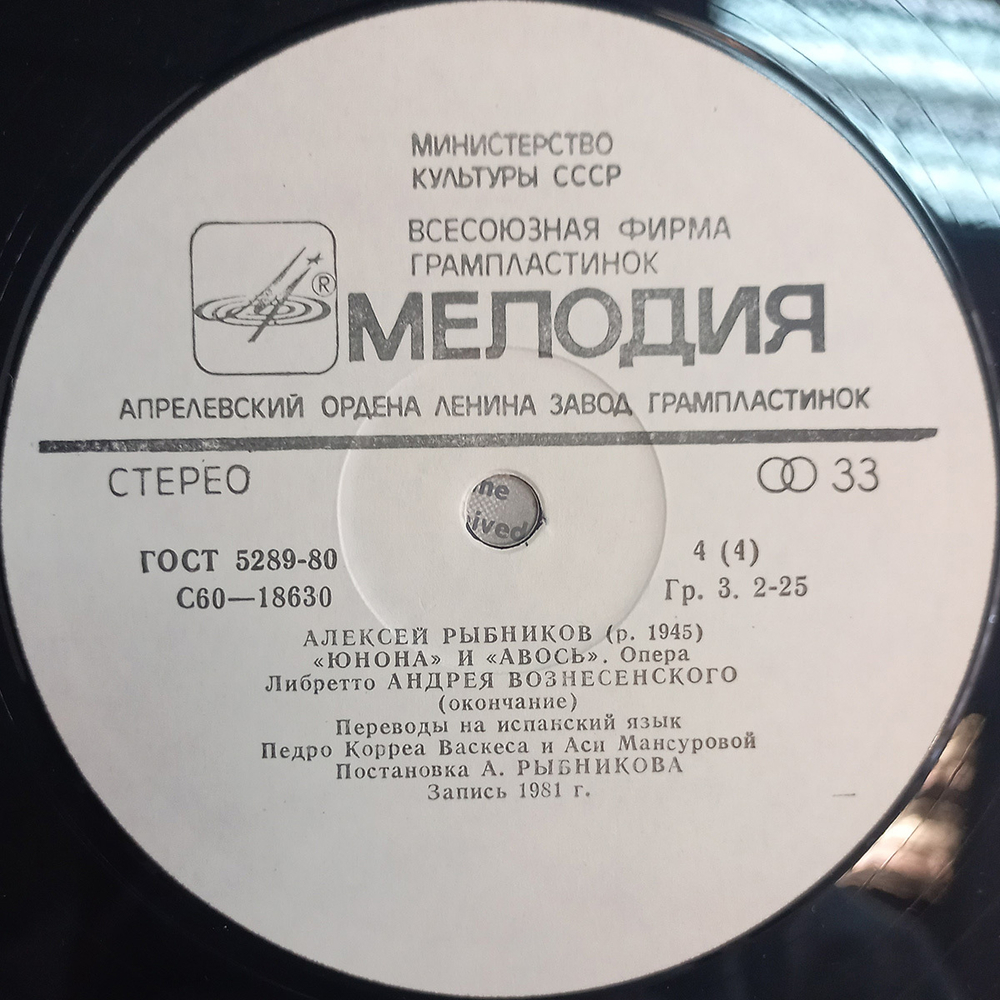 МИНИСТЕРСТВО
КУЛЬТУРЫ СССР
ВСЕСОЮЗНАЯ ФИРМА
ГРАМПЛАСТИНОК
®
МЕЛОДИЯ
АПРЕЛЕВСКИЙ ОРДЕНА ЛЕНИНА ЗАВОД ГРАМПЛАСТИНОК
СТЕРЕО
33
ГОСТ 5289-80
4 (4)
С60—18630
Гр. 3. 2-25
АЛЕКСЕЙ РЫБНИКОВ (р. 1945)
«ЮНОНА» И «АВОСЬ». Опера
Либретто АНДРЕЯ ВОЗНЕСЕНСКОГО
(окончание)
Переводы на испанский язык
Педро Корреа Васкеса и Аси Мансуровой
Постановка А. РЫБНИКОВА
Запись 1981 г.